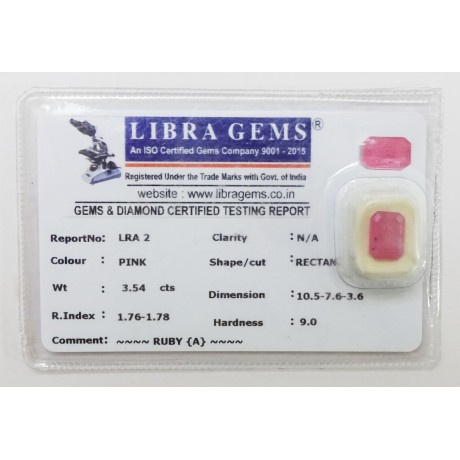 LIBRA GEMS®
An ISO Certified Gems Company 9001 - 2015
Registered Under the Trade Marks with Govt. of India
website : www.libragems.co.in
GEMS & DIAMOND CERTIFIED TESTING REPORT
ReportNo: LRA 2 Clarity : N/A
Colour : PINK Shape/cut : RECTAN
Wt : 3.54 cts Dimension :10.5-7.6-3.6
R.Index : 1.76-1.78 Hardness : 9.0
Comment: ~~~~ RUBY {A} ~~~~